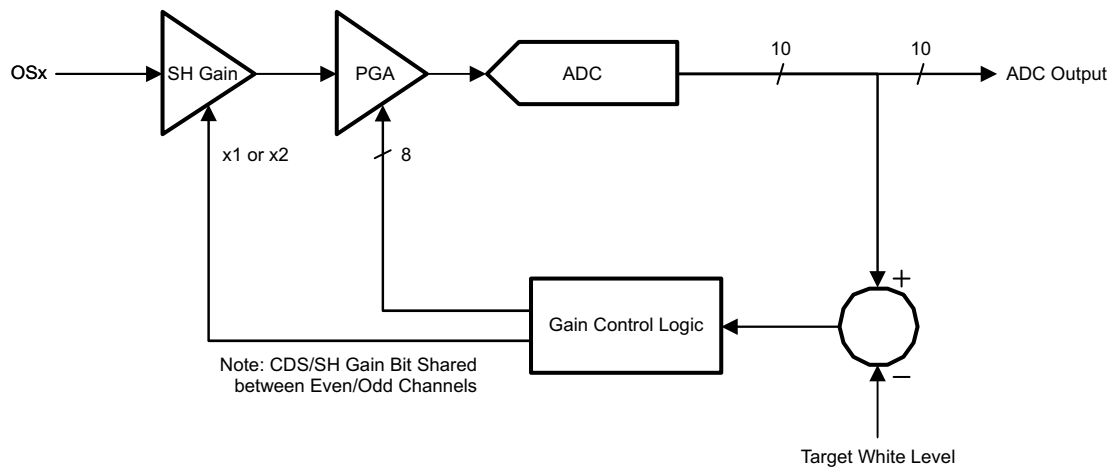 10
10
OSx
SH Gain
PGA
ADC
ADC Output
x1 or x2
8
+
Gain Control Logic
Note: CDS/SH Gain Bit Shared
between Even/Odd Channels
−
Target White Level